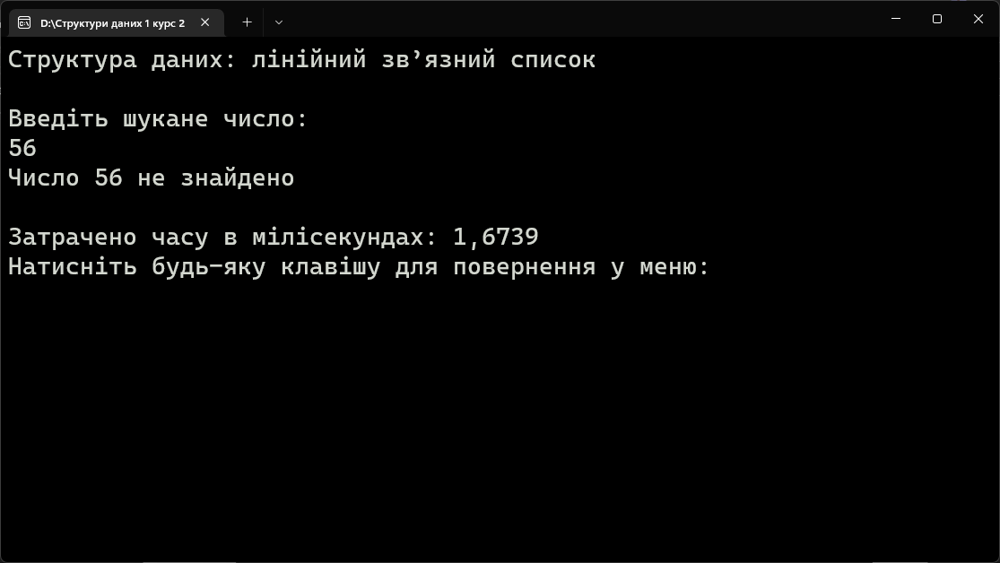 D:\Структури даних 1 курс 2
Структура даних: лінійний зв’язний список
Введіть шукане число:
56
Число 56 не знайдено
Затрачено часу в мілісекундах: 1,6739
Натисніть будь-яку клавішу для повернення у меню: